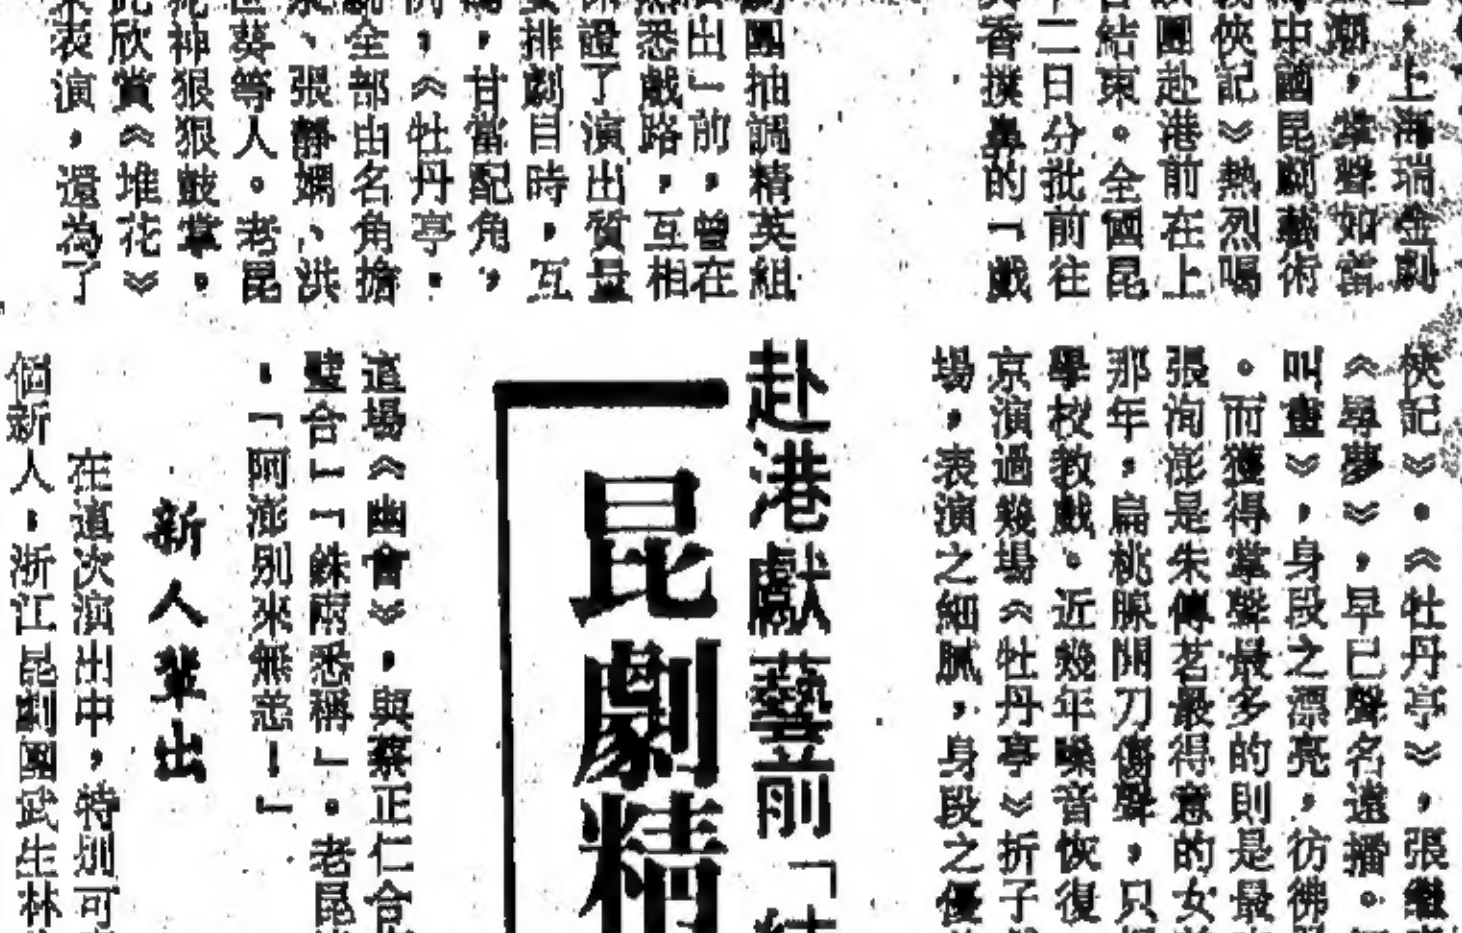 ，上海瑞金劇
潮，掌聲如當
中國昆劇藝術
俠記》熱烈喝
團赴港前在上
結束。全國昆
二日分批前往
香撲鼻的「戲
俠記》、《牡丹亭》，張繼
《尋夢》，早已聲名遠播。
叫畫》，身段之漂亮，彷彿
。而獲得掌聲最多的則是最
張洵澎是朱傳茗最得意的女
那年，扁桃腺開刀傷聲，只
學校教戲。近幾年嗓音恢復
京演過幾場《牡丹亭》折子
場，表演之細膩，身段之優
赴港獻藝前「
昆劇精
團抽調精英組
出」前，曾在
悉戲路，互相
證了演出質量
排劇目時，互
，甘當配角，
，《牡丹亭，
全部由名角擔
、張靜嫻、洪
葵等人。老昆
神狠狠鼓掌，
欣賞《堆花》
表演，還為了
這場《幽會》，與蔡正仁合
璧合」「銖兩悉稱」。老昆
：「阿澎別來無恙！」
新人輩出
在這次演出中，特別可
個新人：浙江昆劇團武生林